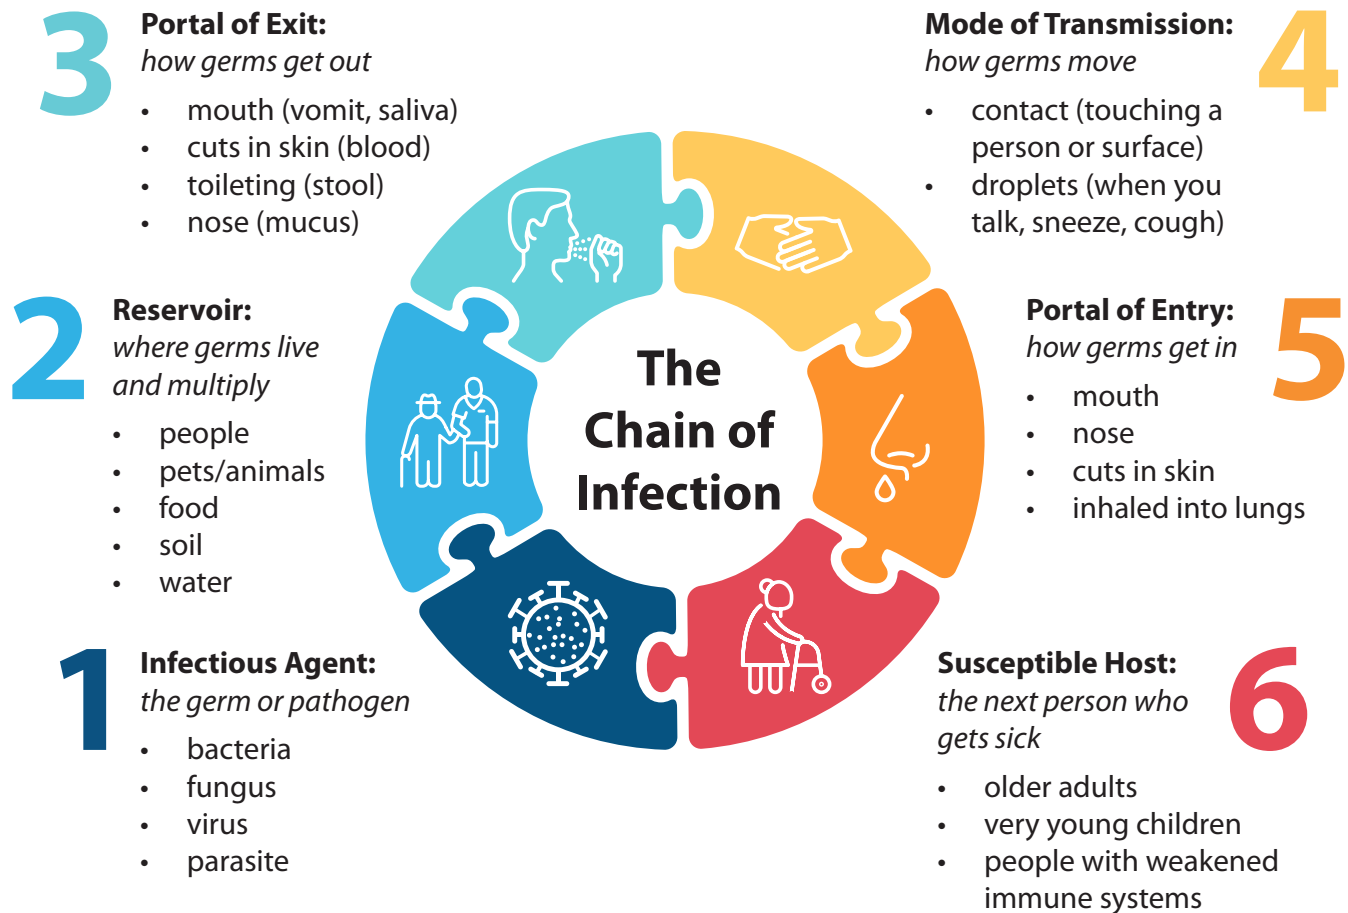 3
Portal of Exit:
how germs get out
• mouth (vomit, saliva)
• cuts in skin (blood)
• toileting (stool)
• nose (mucus)
4
Mode of Transmission:
how germs move
• contact (touching a
person or surface)
• droplets (when you
talk, sneeze, cough)
2
Reservoir:
where germs live
and multiply
• people
• pets/animals
• food
• soil
• water
The
Chain of
Infection
5
Portal of Entry:
how germs get in
• mouth
• nose
• cuts in skin
• inhaled into lungs
1
Infectious Agent:
the germ or pathogen
• bacteria
• fungus
• virus
• parasite
6
Susceptible Host:
the next person who
gets sick
• older adults
• very young children
• people with weakened
immune systems